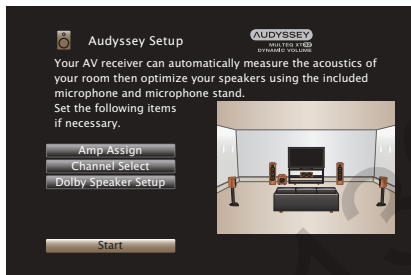 Audyssey Setup
AUDYSSEY
MULTEQ XT32
DYNAMIC VOLUME
Your AV receiver can automatically measure the acoustics of
your room then optimize your speakers using the included
microphone and microphone stand.
Set the following items
if necessary.
Amp Assign
Channel Select
Dolby Speaker Setup
Start